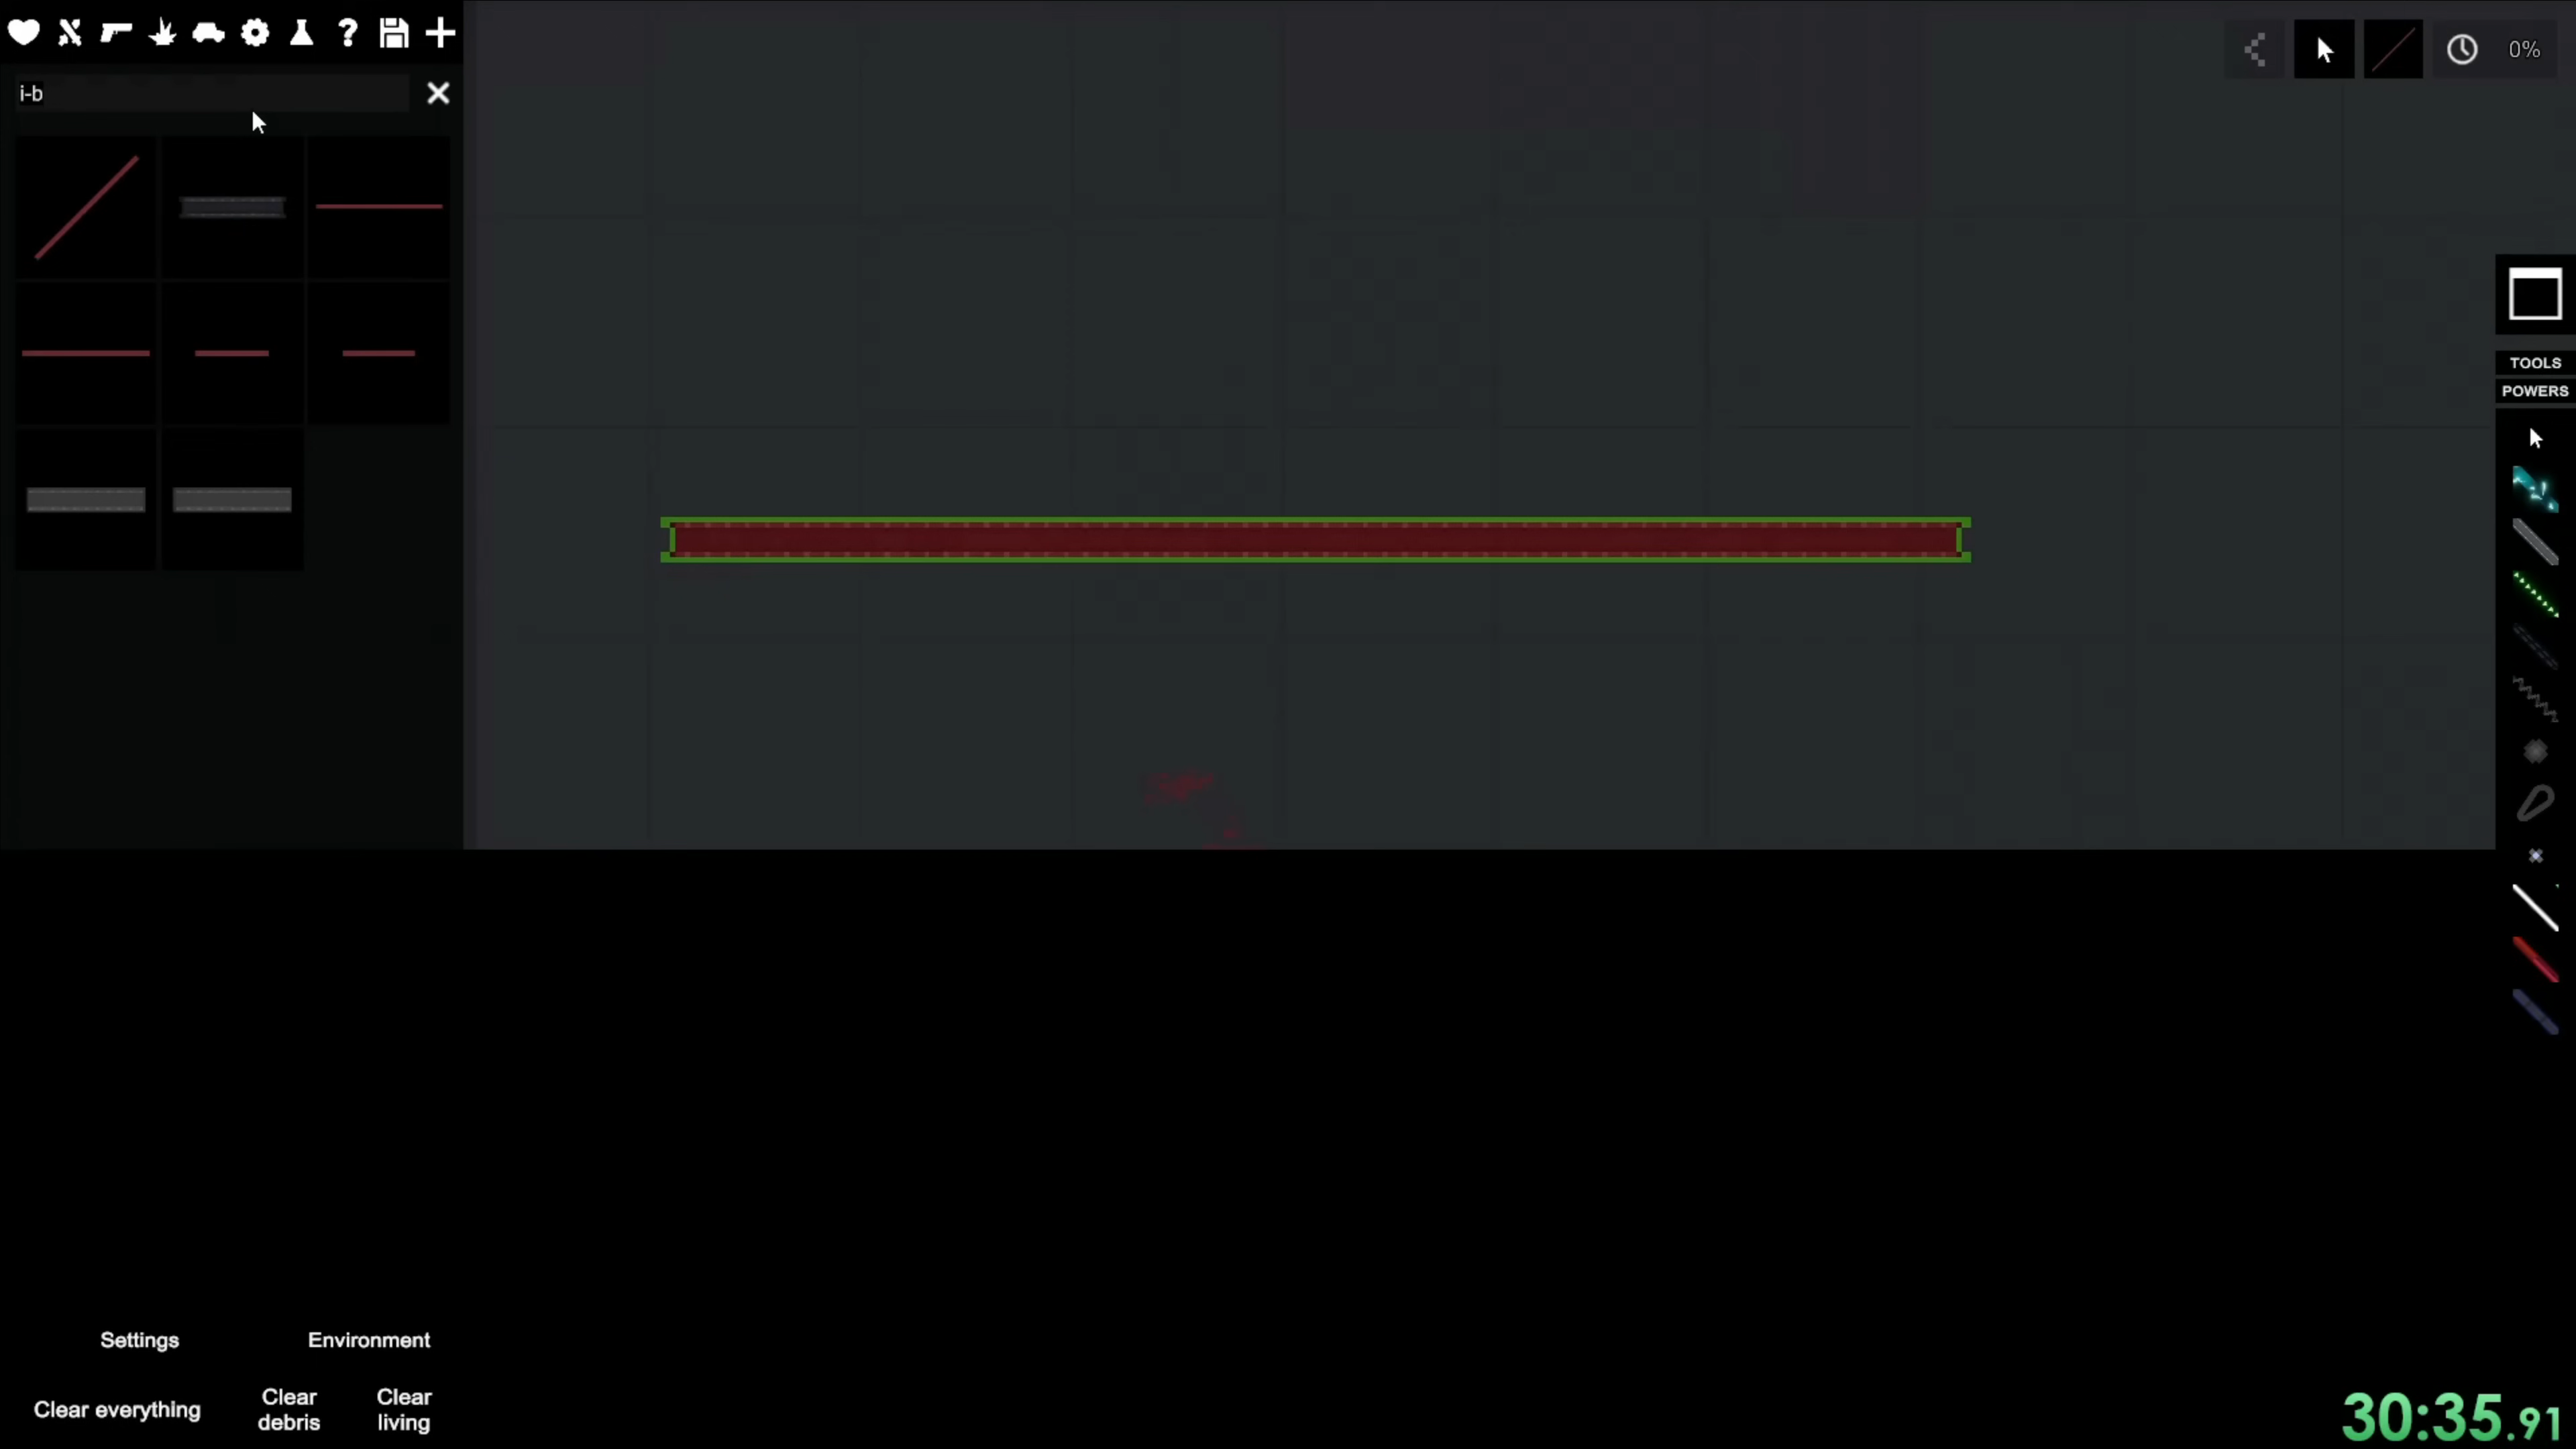 0%
i-b
TOOLS
POWERS
Settings
Environment
Clear everything
Clear
debris
Clear
living
30:35.91